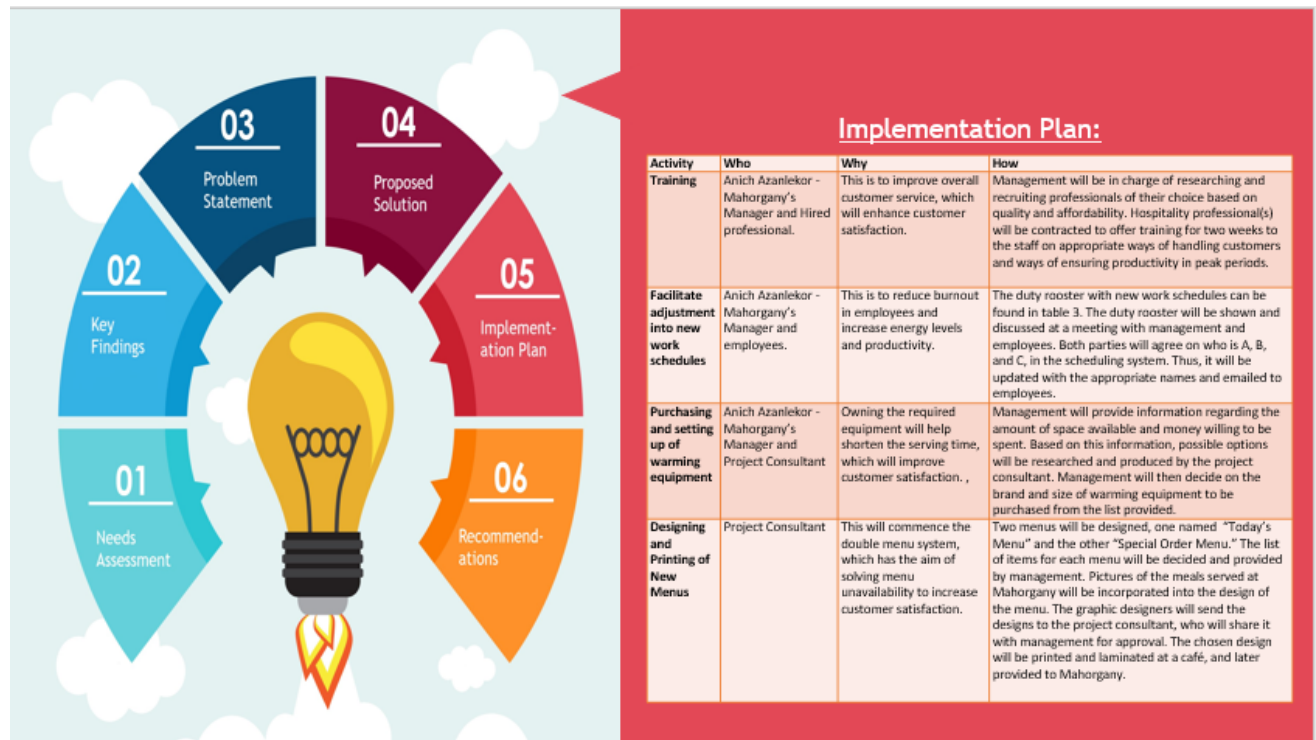 03
Problem
Statement
04
Proposed
Solution
02
Key
Findings
05
Implement-
ation Plan
01
Needs
Assessment
06
Recommend-
ations
Implementation Plan:
Activity
Who
Why
How
Training
Anich Azanlekor -
Mahorgany's
Manager and Hired
professional.
This is to improve overall
customer service, which
will enhance customer
satisfaction.
Management will be in charge of researching and
recruiting professionals of their choice based on
quality and affordability. Hospitality professional(s)
will be contracted to offer training for two weeks to
the staff on appropriate ways of handling customers
and ways of ensuring productivity in peak periods.
Facilitate
adjustment
into new
work
schedules
Anich Azanlekor -
Mahorgany's
Manager and
employees.
This is to reduce burnout
in employees and
increase energy levels
and productivity.
The duty rooster with new work schedules can be
found in table 3. The duty rooster will be shown and
discussed at a meeting with management and
employees. Both parties will agree on who is A, B,
and C, in the scheduling system. Thus, it will be
updated with the appropriate names and emailed to
employees.
Purchasing
and setting
up of
warming
equipment
Anich Azanlekor -
Mahorgany's
Manager and
Project Consultant
Owning the required
equipment will help
shorten the serving time,
which will improve
customer satisfaction. ,
Management will provide information regarding the
amount of space available and money willing to be
spent. Based on this information, possible options
will be researched and produced by the project
consultant. Management will then decide on the
brand and size of warming equipment to be
purchased from the list provided.
Designing
and
Printing of
New
Menus
Project Consultant
This will commence the
double menu system,
which has the aim of
solving menu
unavailability to increase
customer satisfaction.
Two menus will be designed, one named "Today's
Menu" and the other "Special Order Menu." The list
of items for each menu will be decided and provided
by management. Pictures of the meals served at
Mahorgany will be incorporated into the design of
the menu. The graphic designers will send the
designs to the project consultant, who will share it
with management for approval. The chosen design
will be printed and laminated at a café, and later
provided to Mahorgany.